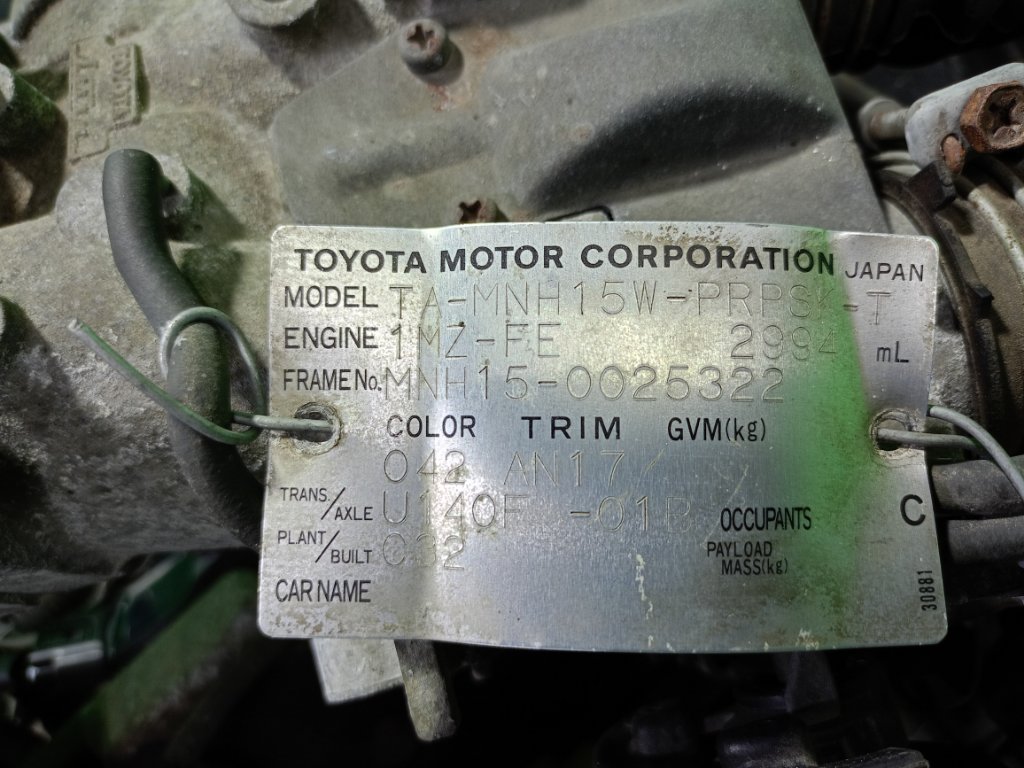 TOYOTA
TOYOTA MOTOR CORPORATION JAPAN
MODEL TA-MNH15W-PRPSK-T
ENGINE 1MZ-FE 2994 mL
FRAME No. MNH15-0025322
COLOR TRIM GVM(kg)
042 AN17/
TRANS./AXLE U140F -01B OCCUPANTS C
PLANT/BUILT C32 PAYLOAD MASS(kg)
CAR NAME
30881